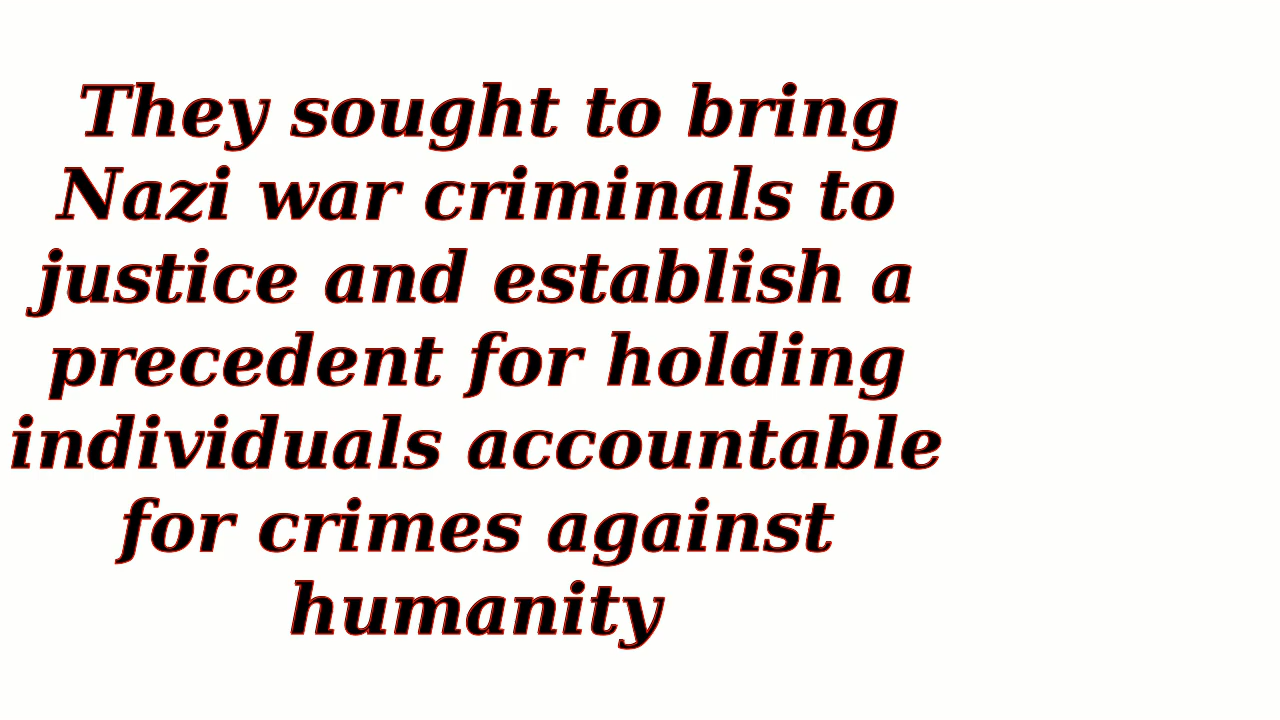 They sought to bring
Nazi war criminals to
justice and establish a
precedent for holding
individuals accountable
for crimes against
humanity